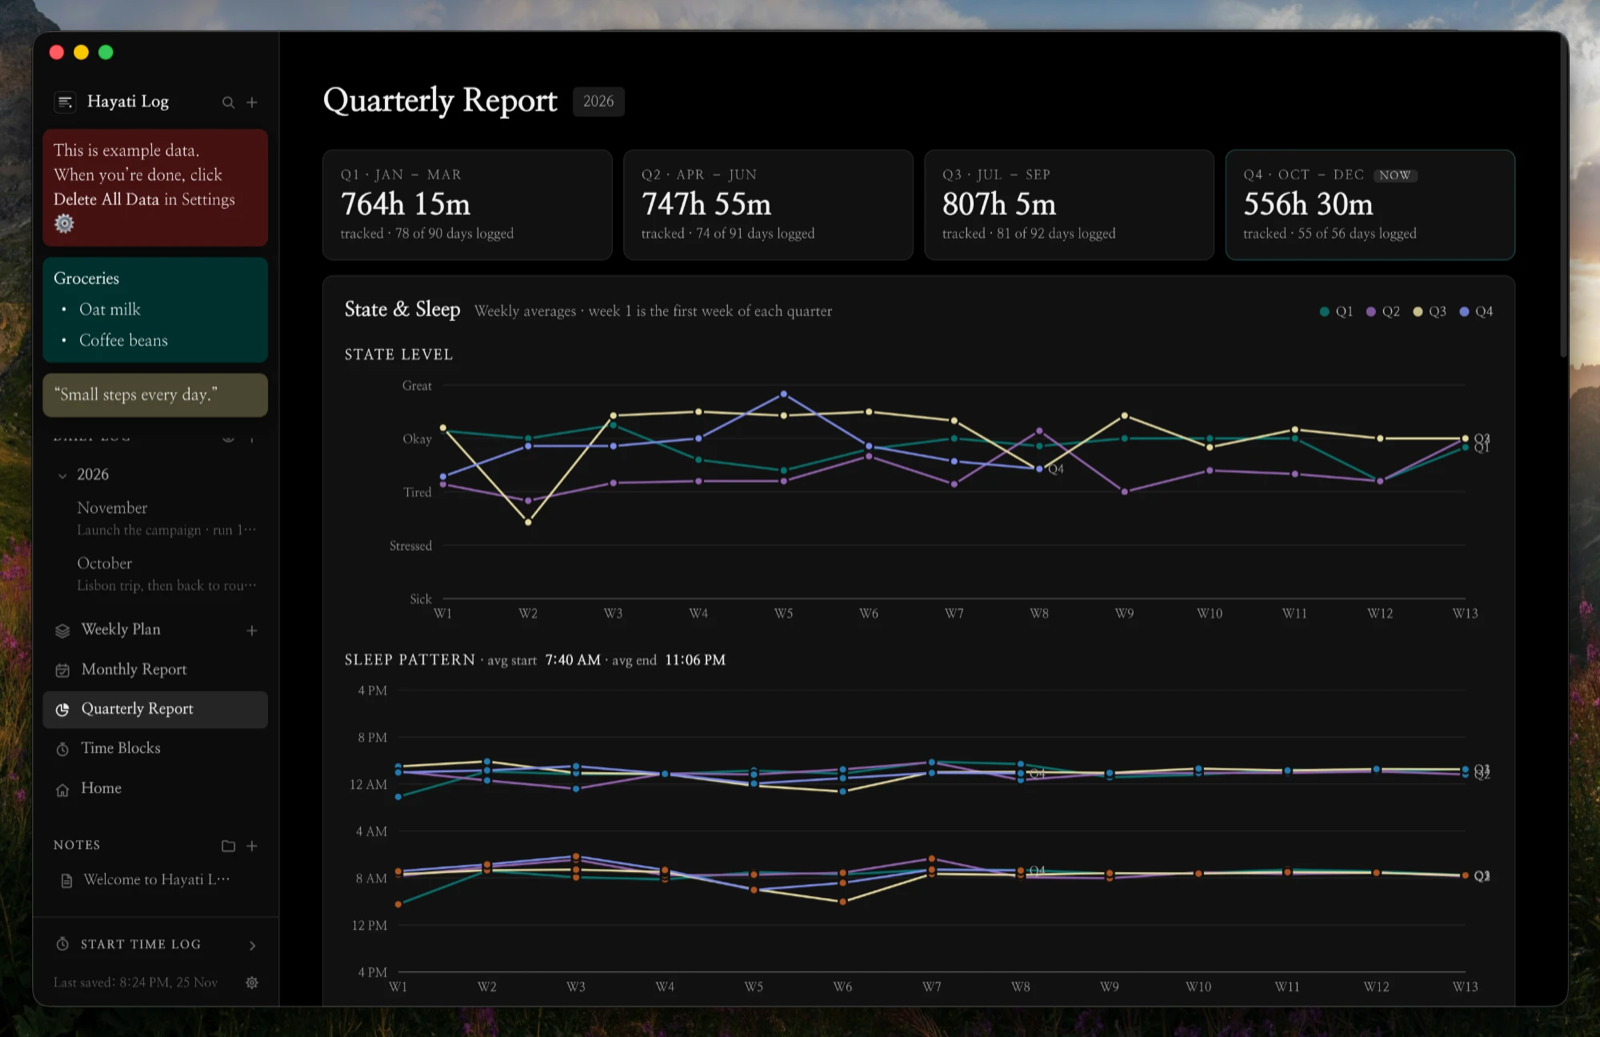 Hayati Log
This is example data.
When you're done, click
Delete All Data in Settings
Groceries
• Oat milk
• Coffee beans
“Small steps every day.”
2026
November
Launch the campaign · run 1···
October
Lisbon trip, then back to rou···
Weekly Plan
Monthly Report
Quarterly Report
Time Blocks
Home
NOTES
Welcome to Hayati L···
START TIME LOG
Last saved: 8:24 PM, 25 Nov
Quarterly Report 2026
Q1 · JAN – MAR
764h 15m
tracked · 78 of 90 days logged
Q2 · APR – JUN
747h 55m
tracked · 74 of 91 days logged
Q3 · JUL – SEP
807h 5m
tracked · 81 of 92 days logged
Q4 · OCT – DEC NOW
556h 30m
tracked · 55 of 56 days logged
State & Sleep Weekly averages · week 1 is the first week of each quarter
Q1 Q2 Q3 Q4
STATE LEVEL
Great
Okay
Tired
Stressed
Sick
Q4
Q1
W1 W2 W3 W4 W5 W6 W7 W8 W9 W10 W11 W12 W13
SLEEP PATTERN · avg start 7:40 AM · avg end 11:06 PM
4 PM
8 PM
12 AM
4 AM
8 AM
12 PM
4 PM
Q4
Q4
W1 W2 W3 W4 W5 W6 W7 W8 W9 W10 W11 W12 W13